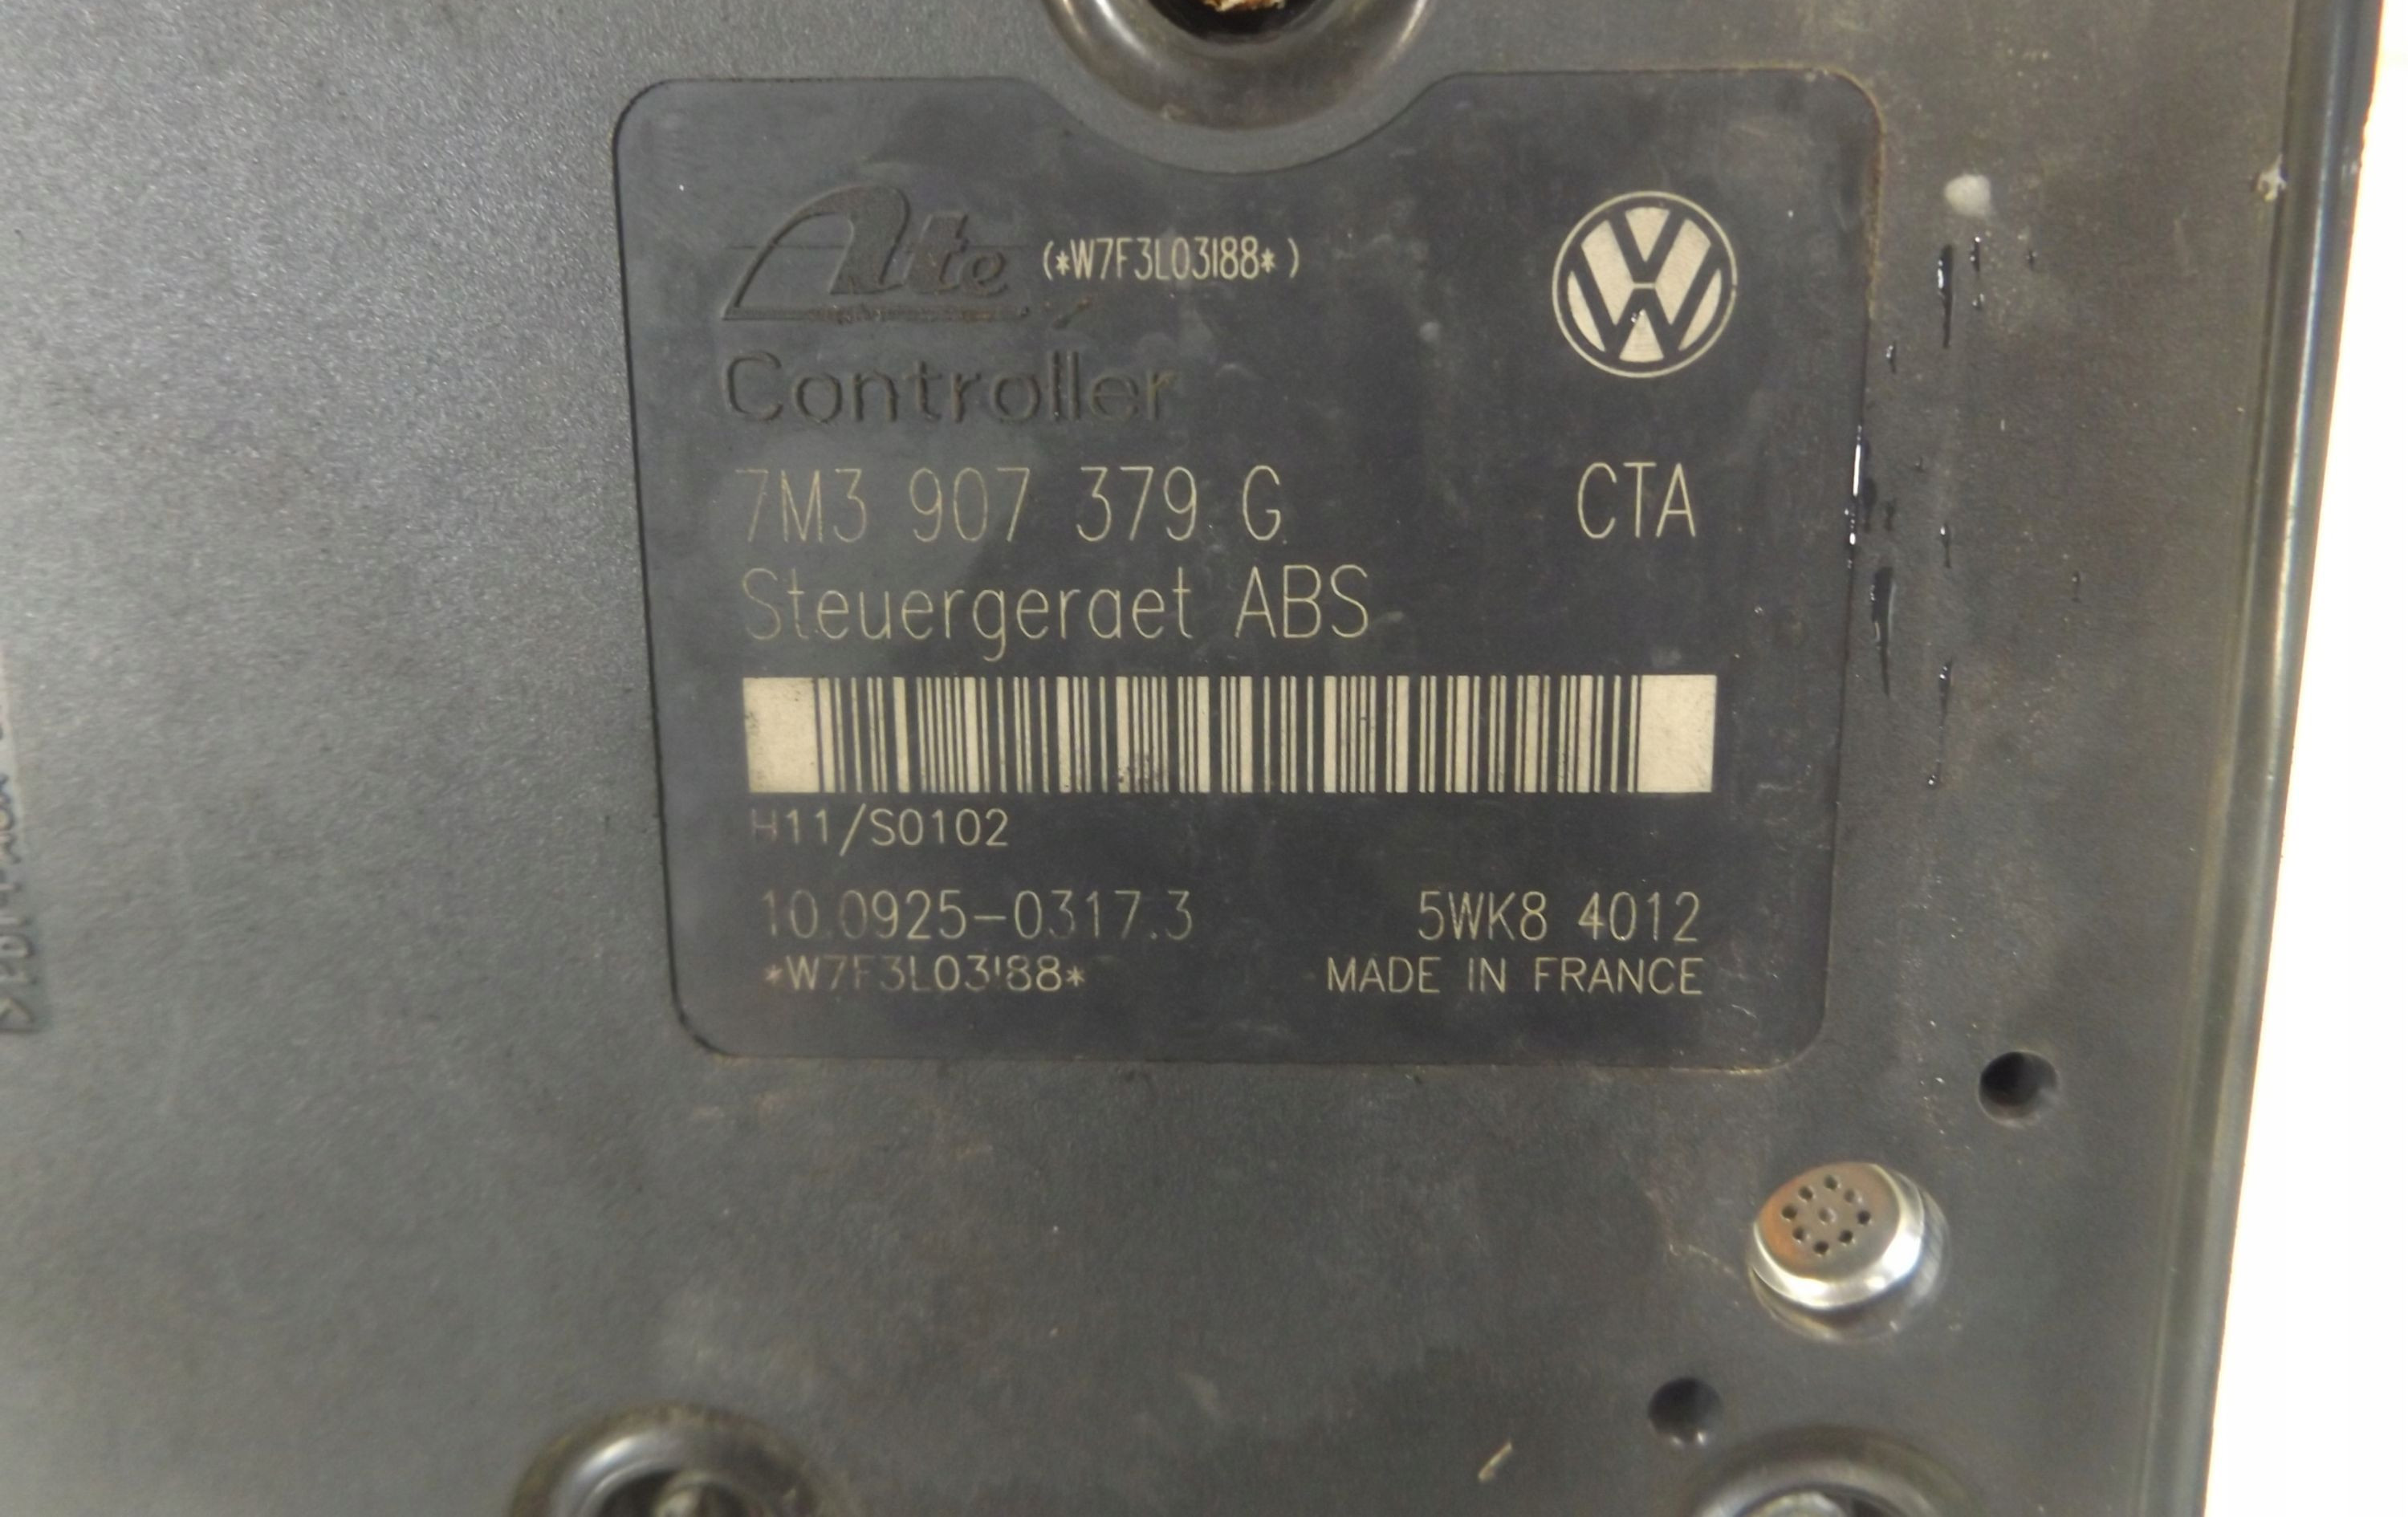 Ate (*W7F3L03188*)
Controller
7M3 907 379 G CTA
Steuergeraet ABS
H11/S0102
10.0925-0317.3 5WK8 4012
*W7F3L03188* MADE IN FRANCE